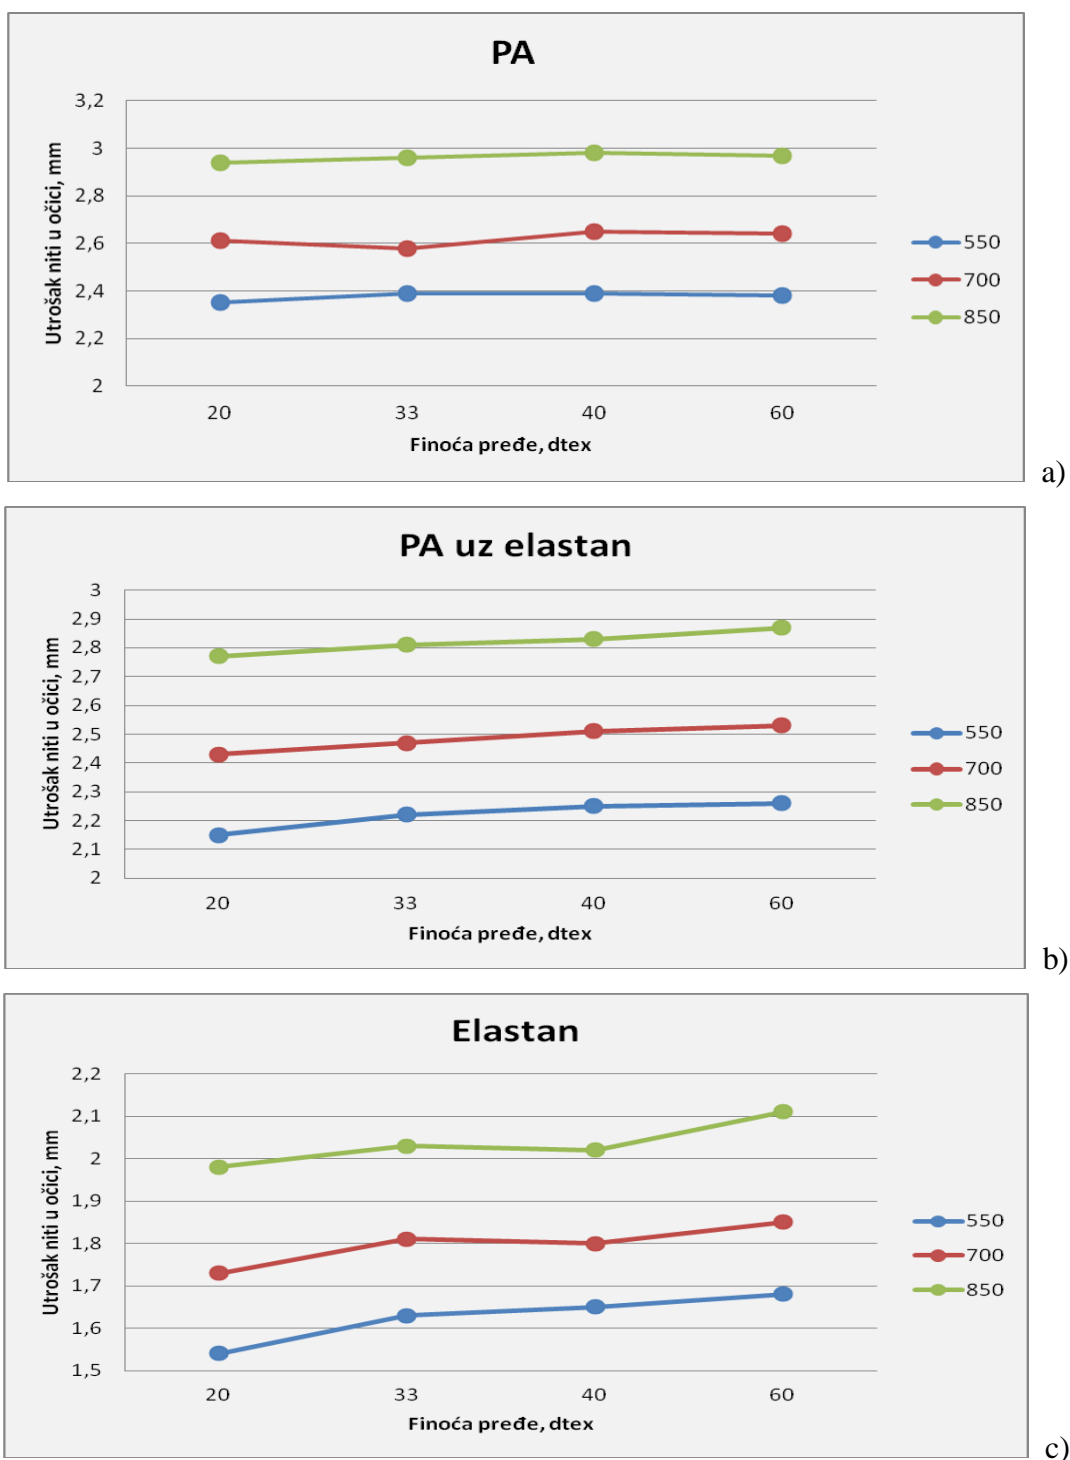 PA
3,2
3
2,8
2,6
2,4
2,2
2
Utrošak niti u očici, mm
20 33 40 60
Finoća pređe, dtex
550
700
850
a)
PA uz elastan
3
2,9
2,8
2,7
2,6
2,5
2,4
2,3
2,2
2,1
2
Utrošak niti u očici, mm
20 33 40 60
Finoća pređe, dtex
550
700
850
b)
Elastan
2,2
2,1
2
1,9
1,8
1,7
1,6
1,5
Utrošak niti u očici, mm
20 33 40 60
Finoća pređe, dtex
550
700
850
c)